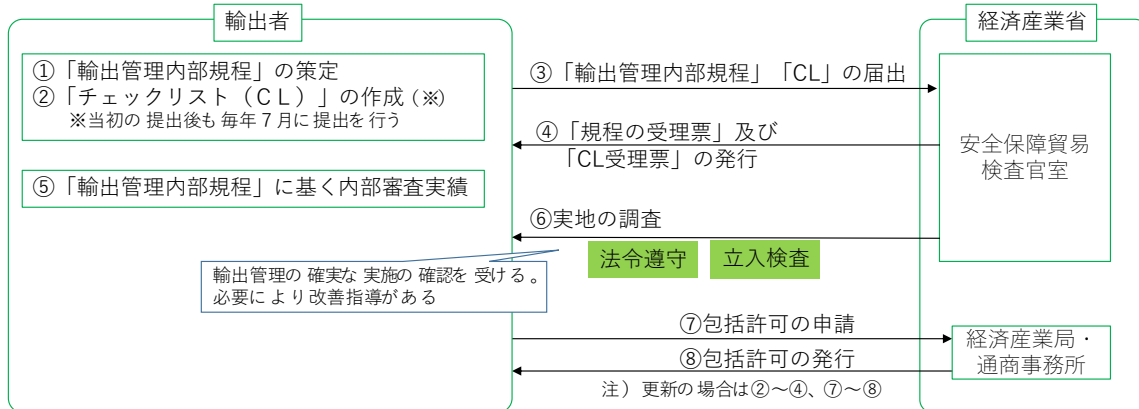 輸出者
経済産業省
①「輸出管理内部規程」の策定
②「チェックリスト（ＣＬ）」の作成（※）
※当初の提出後も毎年７月に提出を行う
③「輸出管理内部規程」「CL」の届出
④「規程の受理票」及び
「CL受理票」の発行
安全保障貿易
検査官室
⑤「輸出管理内部規程」に基く内部審査実績
⑥実地の調査
法令遵守
立入検査
輸出管理の確実な実施の確認を受ける。
必要により改善指導がある
⑦包括許可の申請
⑧包括許可の発行
経済産業局・
通商事務所
注）更新の場合は②～④、⑦～⑧